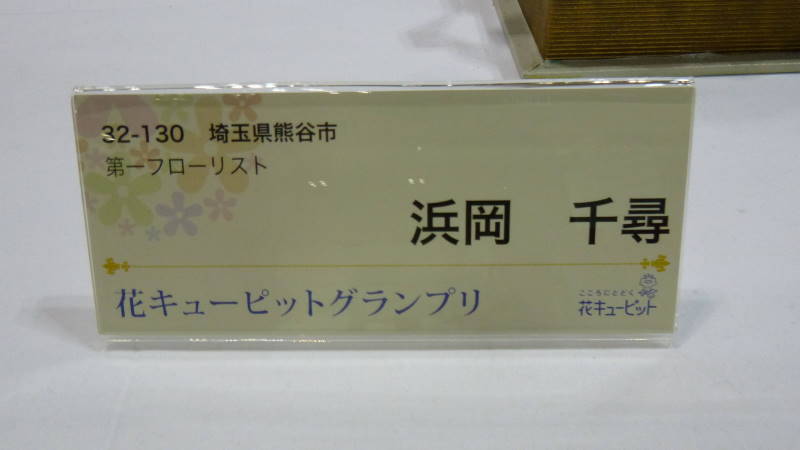 32-130　埼玉県熊谷市
第一フローリスト
浜岡　千尋
花キューピットグランプリ
こころにとどく
花キューピット